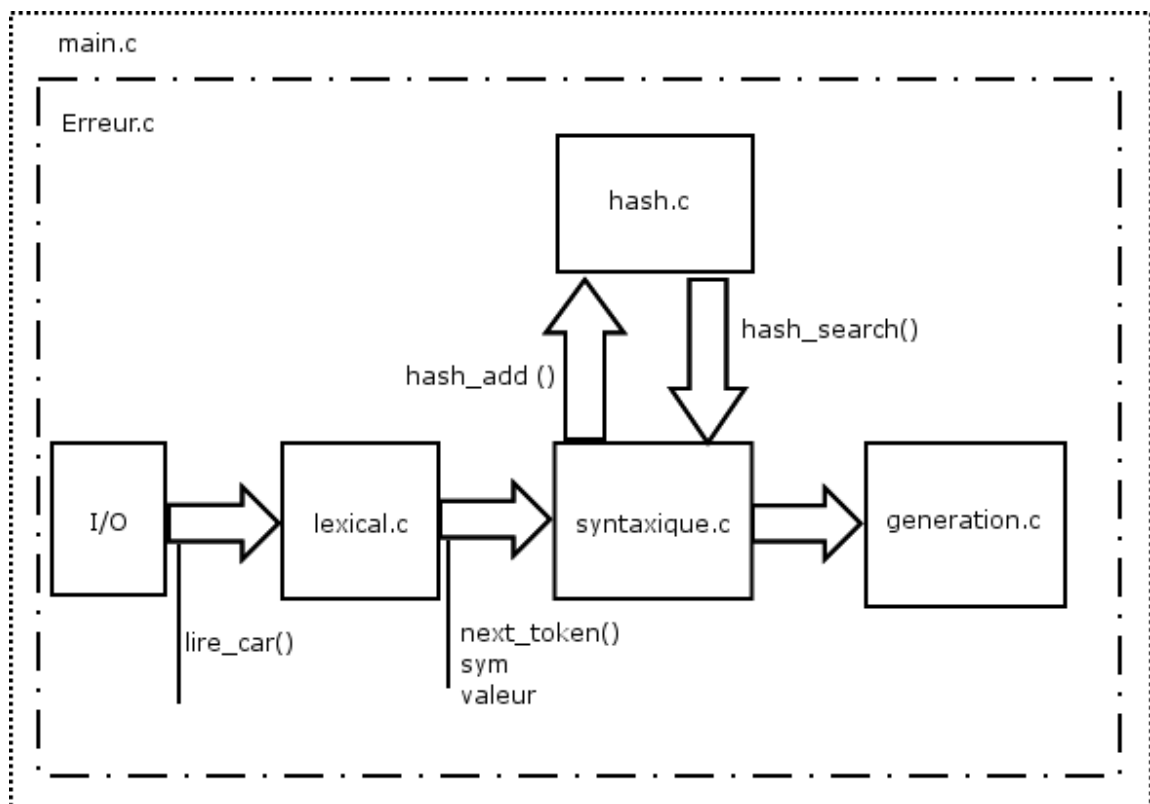 main.c
Erreur.c
hash.c
hash_search()
hash_add ()
I/O
lexical.c
syntaxique.c
generation.c
lire_car()
next_token()
sym
valeur